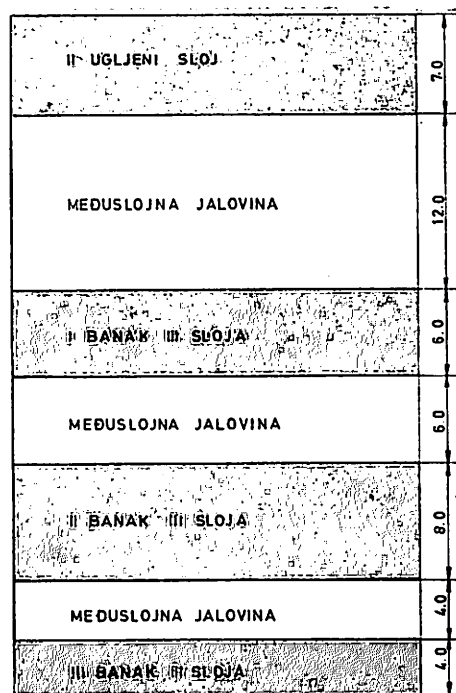 II UGLJENI SLOJ
7.0
MEĐUSLOJNA JALOVINA
12.0
I BANAK III SLOJA
6.0
MEĐUSLOJNA JALOVINA
6.0
II BANAK III SLOJA
8.0
MEĐUSLOJNA JALOVINA
4.0
III BANAK III SLOJA
4.0